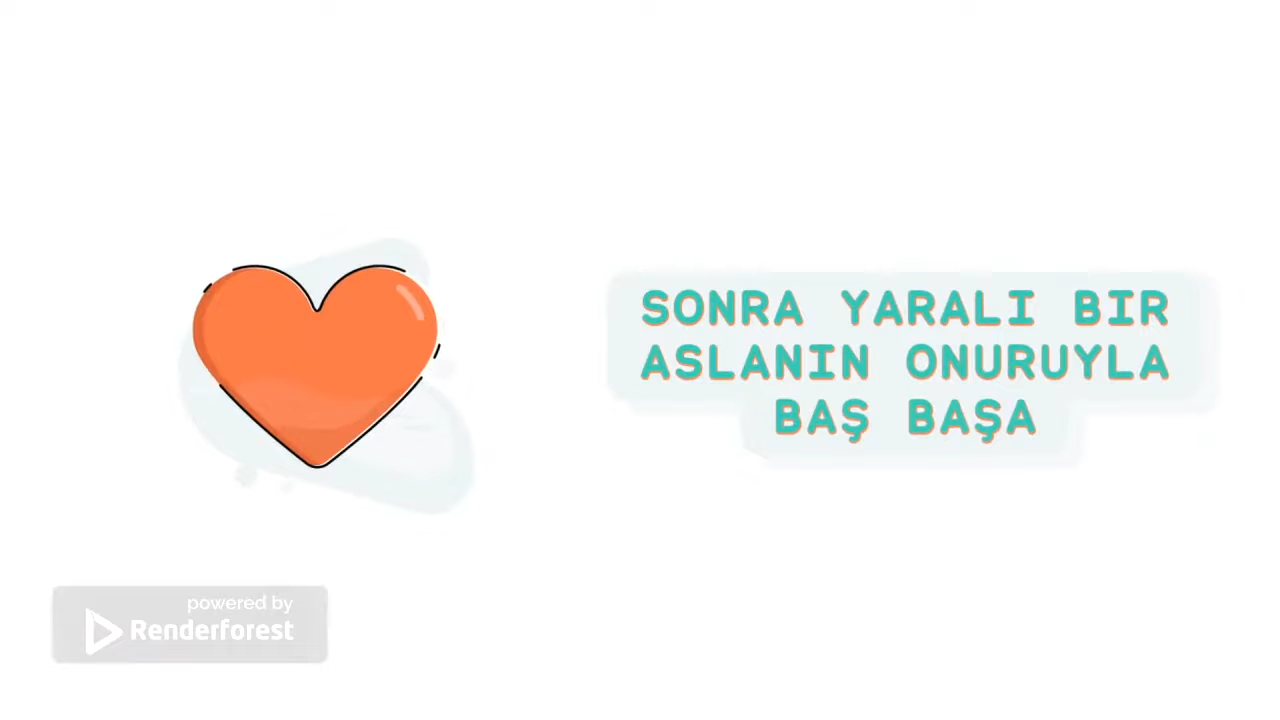 SONRA YARALI BIR
ASLANIN ONURUYLA
BAŞ BAŞA
powered by
Renderforest